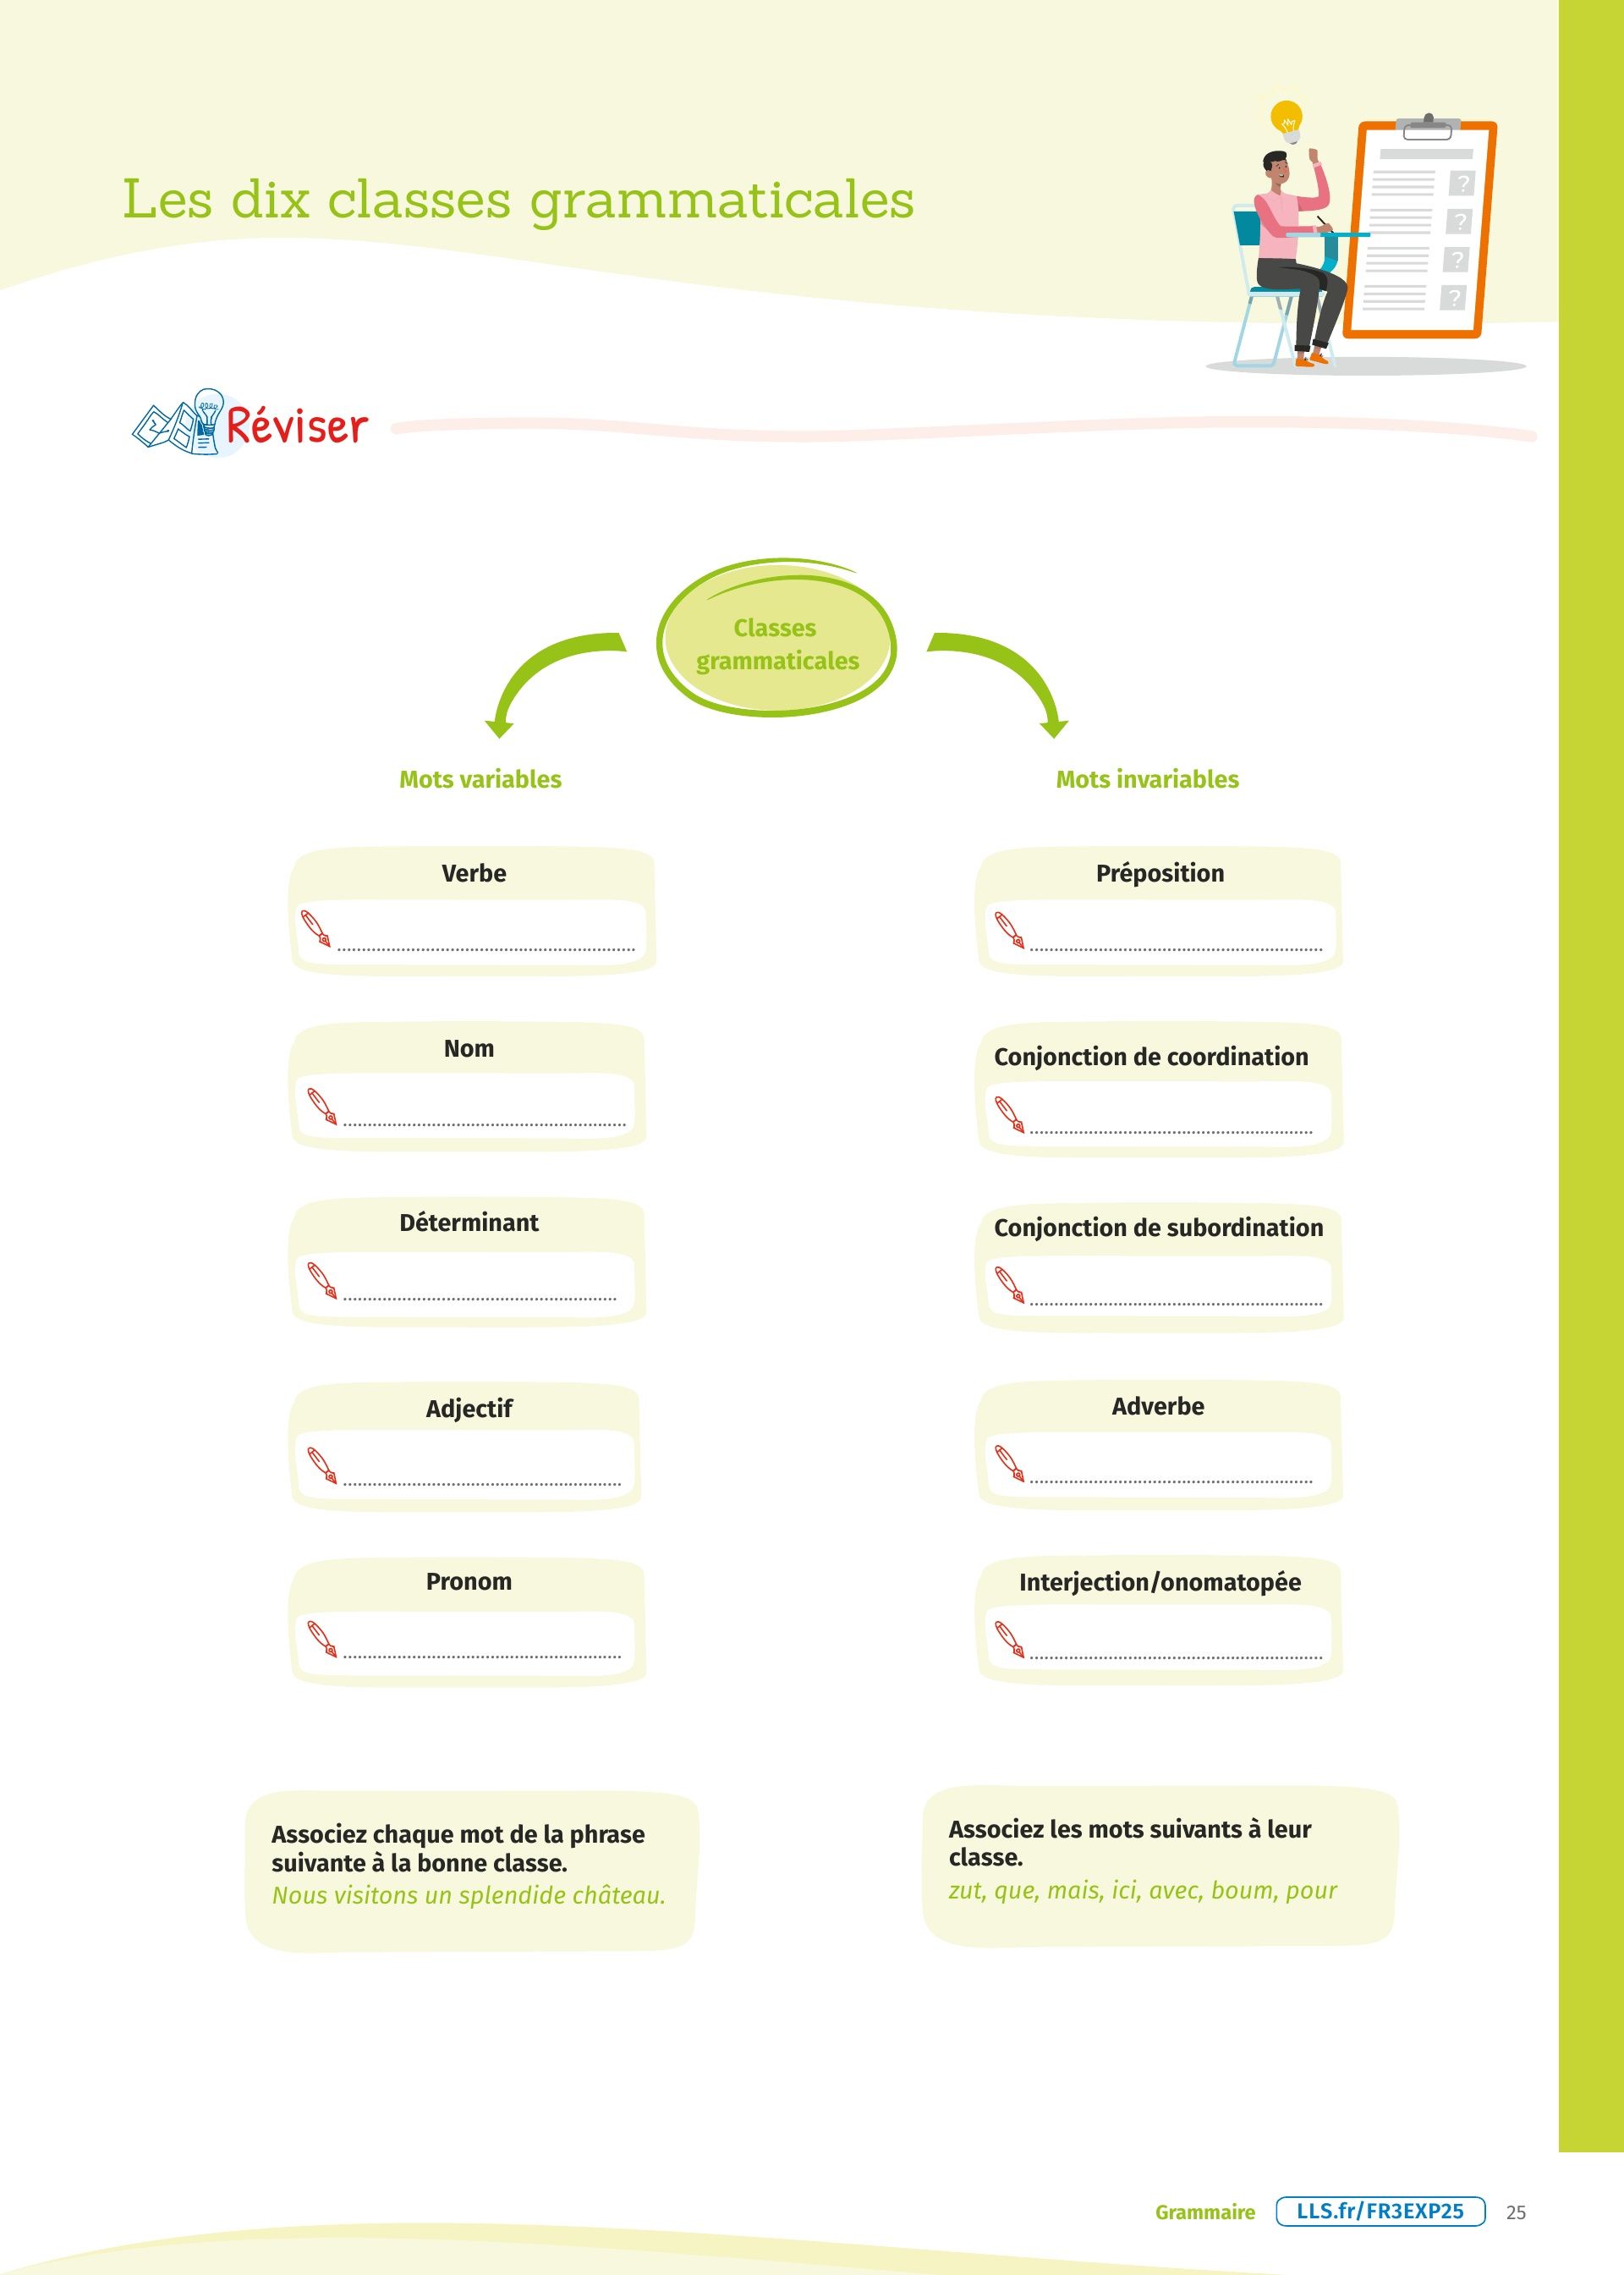 Les dix classes grammaticales
?
?
?
?
Réviser
Classes
grammaticales
Mots variables
Mots invariables
Verbe
Préposition
Nom
Conjonction de coordination
Déterminant
Conjonction de subordination
Adjectif
Adverbe
Pronom
Interjection/onomatopée
Associez chaque mot de la phrase
suivante à la bonne classe.
Nous visitons un splendide château.
Associez les mots suivants à leur
classe.
zut, que, mais, ici, avec, boum, pour
Grammaire LLS.fr/FR3EXP25 25